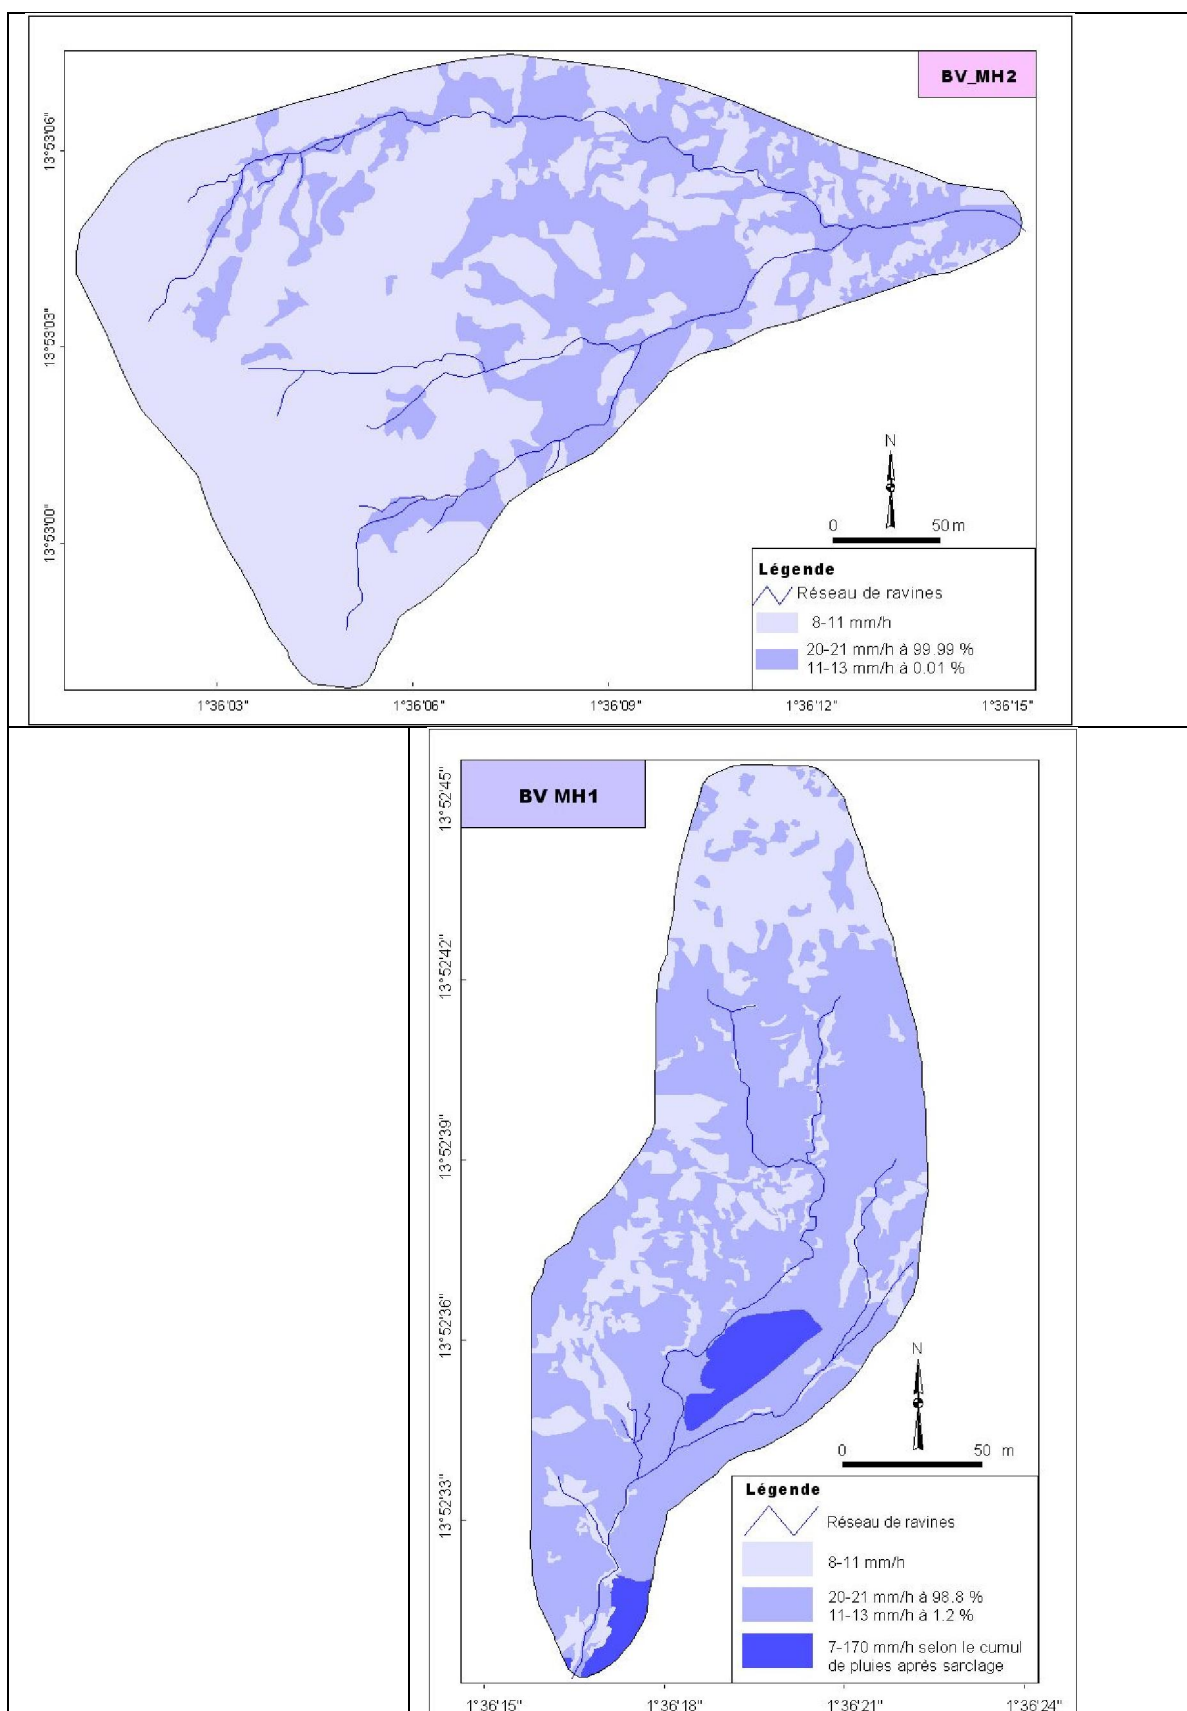 BV_MH2
13°53'06
13°53'03
13°53'00
N
0 50 m
Légende
Réseau de ravines
8-11 mm/h
20-21 mm/h à 99.99 %
11-13 mm/h à 0.01 %
1°36'03 1°36'06 1°36'09 1°36'12 1°36'15
BV MH1
13°52'45"
13°52'42"
13°52'39"
13°52'36"
13°52'33"
N
0 50 m
Légende
Réseau de ravines
8-11 mm/h
20-21 mm/h à 98.8 %
11-13 mm/h à 1.2 %
7-170 mm/h selon le cumul
de pluies après sarclage
1°36'15" 1°36'18" 1°36'21" 1°36'24"